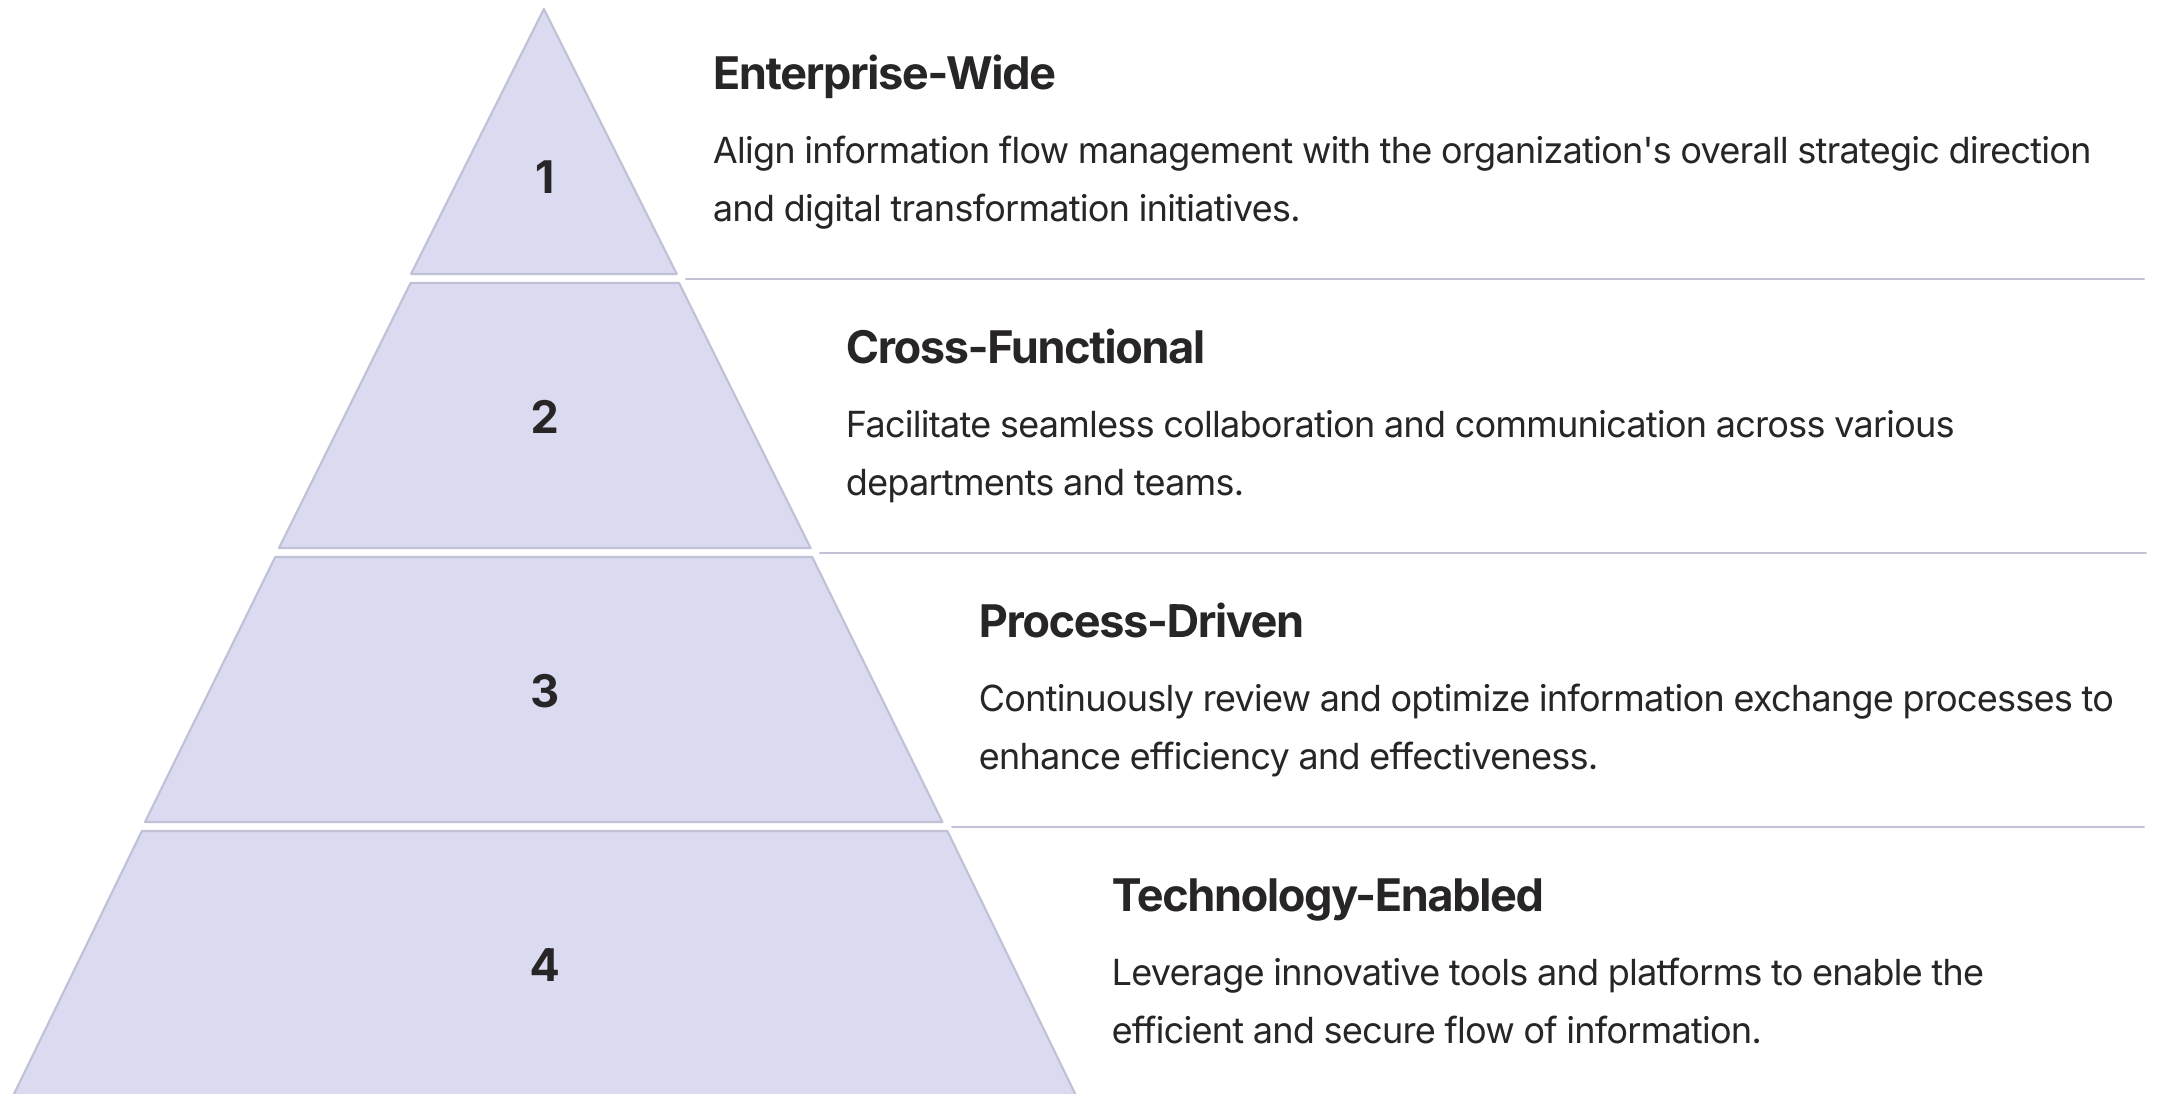 1
Enterprise-Wide
Align information flow management with the organization's overall strategic direction
and digital transformation initiatives.
2
Cross-Functional
Facilitate seamless collaboration and communication across various
departments and teams.
3
Process-Driven
Continuously review and optimize information exchange processes to
enhance efficiency and effectiveness.
4
Technology-Enabled
Leverage innovative tools and platforms to enable the
efficient and secure flow of information.